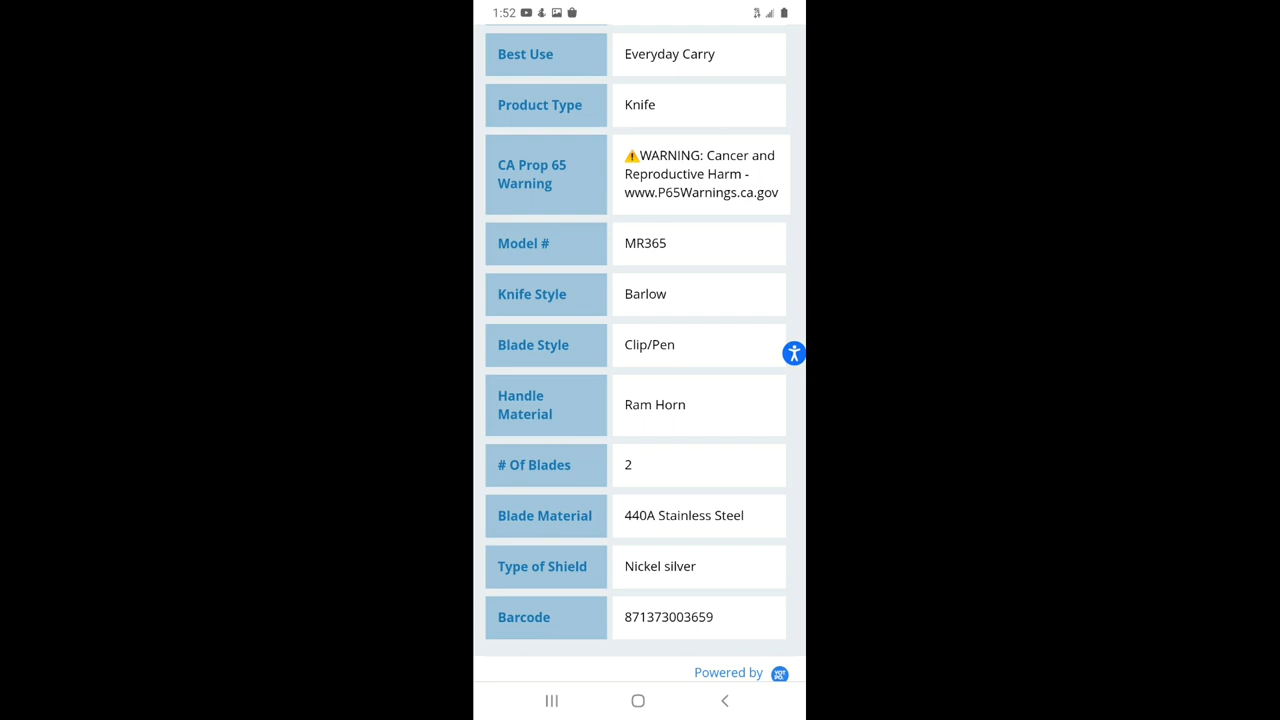 1:52
Best Use
Everyday Carry
Product Type
Knife
CA Prop 65
Warning
⚠️WARNING: Cancer and
Reproductive Harm -
www.P65Warnings.ca.gov
Model #
MR365
Knife Style
Barlow
Blade Style
Clip/Pen
Handle
Material
Ram Horn
# Of Blades
2
Blade Material
440A Stainless Steel
Type of Shield
Nickel silver
Barcode
871373003659
Powered by
YOT
PO.